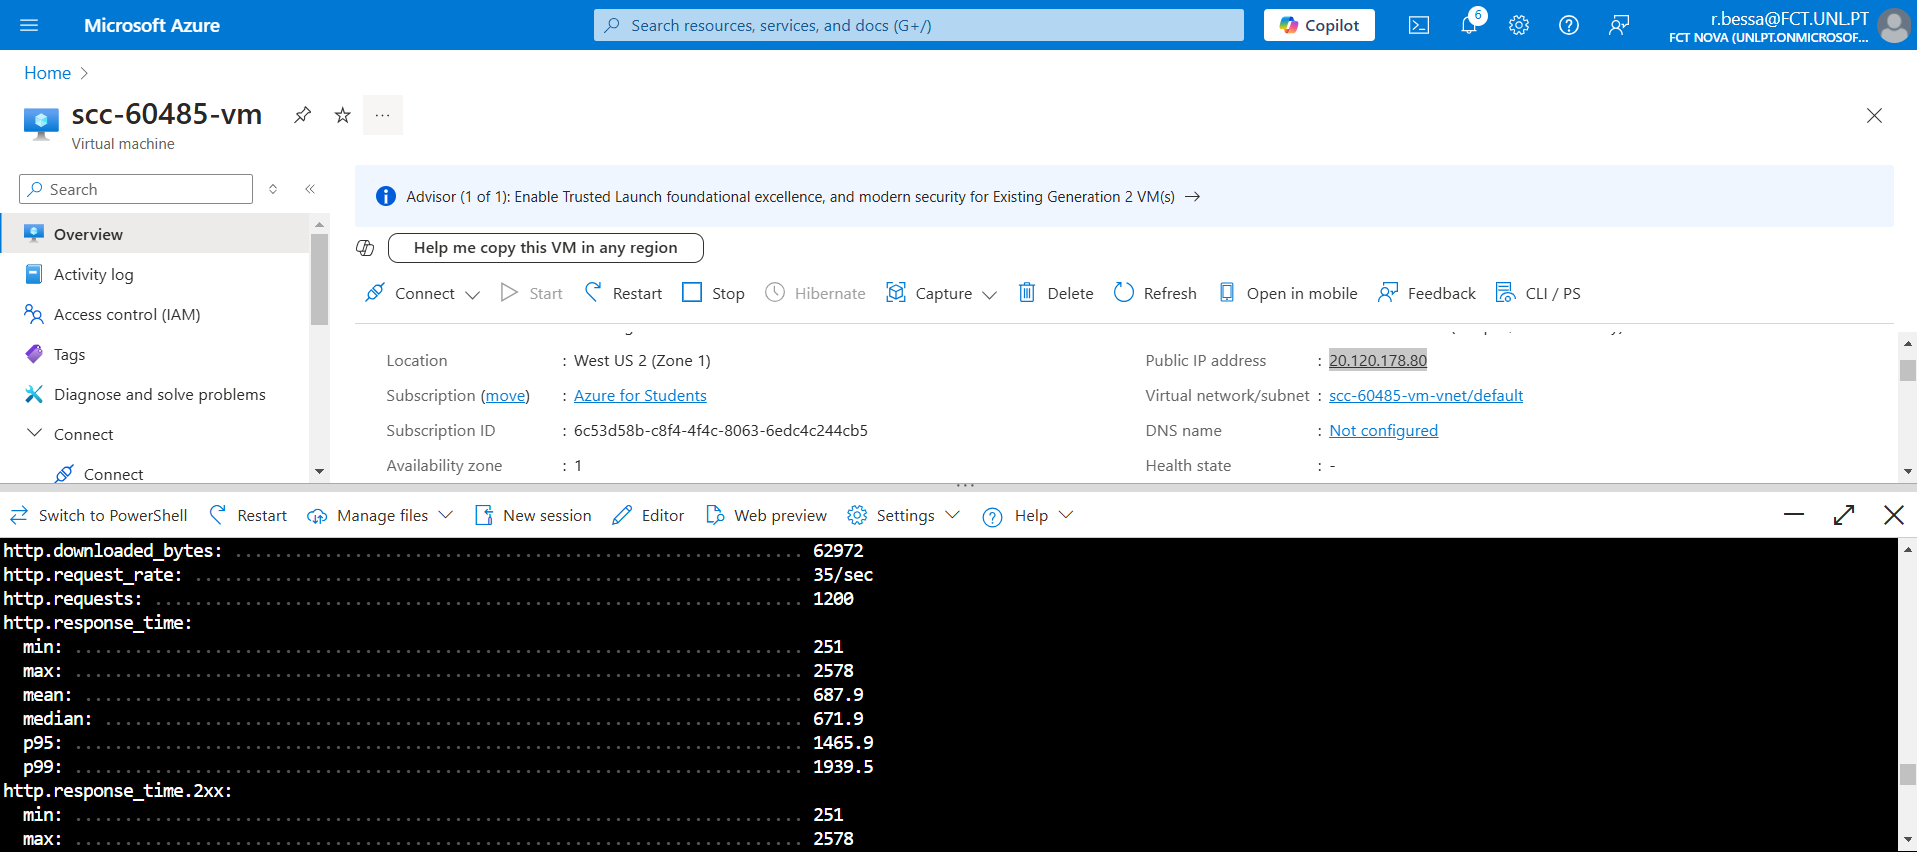 Microsoft Azure
Search resources, services, and docs (G+/)
Copilot
6
r.bessa@FCT.UNL.PT
FCT NOVA (UNLPT.ONMICROSOF...
Home
scc-60485-vm
...
Virtual machine
Search
Overview
Activity log
Access control (IAM)
Tags
Diagnose and solve problems
Connect
Connect
Advisor (1 of 1): Enable Trusted Launch foundational excellence, and modern security for Existing Generation 2 VM(s)
Help me copy this VM in any region
Connect
Start
Restart
Stop
Hibernate
Capture
Delete
Refresh
Open in mobile
Feedback
CLI / PS
Location : West US 2 (Zone 1)
Subscription (move) : Azure for Students
Subscription ID : 6c53d58b-c8f4-4f4c-8063-6edc4c244cb5
Availability zone : 1
Public IP address : 20.120.178.80
Virtual network/subnet : scc-60485-vm-vnet/default
DNS name : Not configured
Health state : -
Switch to PowerShell
Restart
Manage files
New session
Editor
Web preview
Settings
Help
http.downloaded_bytes: ........................................................ 62972
http.request_rate: ............................................................ 35/sec
http.requests: ................................................................ 1200
http.response_time:
min: ........................................................................ 251
max: ........................................................................ 2578
mean: ....................................................................... 687.9
median: ..................................................................... 671.9
p95: ........................................................................ 1465.9
p99: ........................................................................ 1939.5
http.response_time.2xx:
min: ........................................................................ 251
max: ........................................................................ 2578